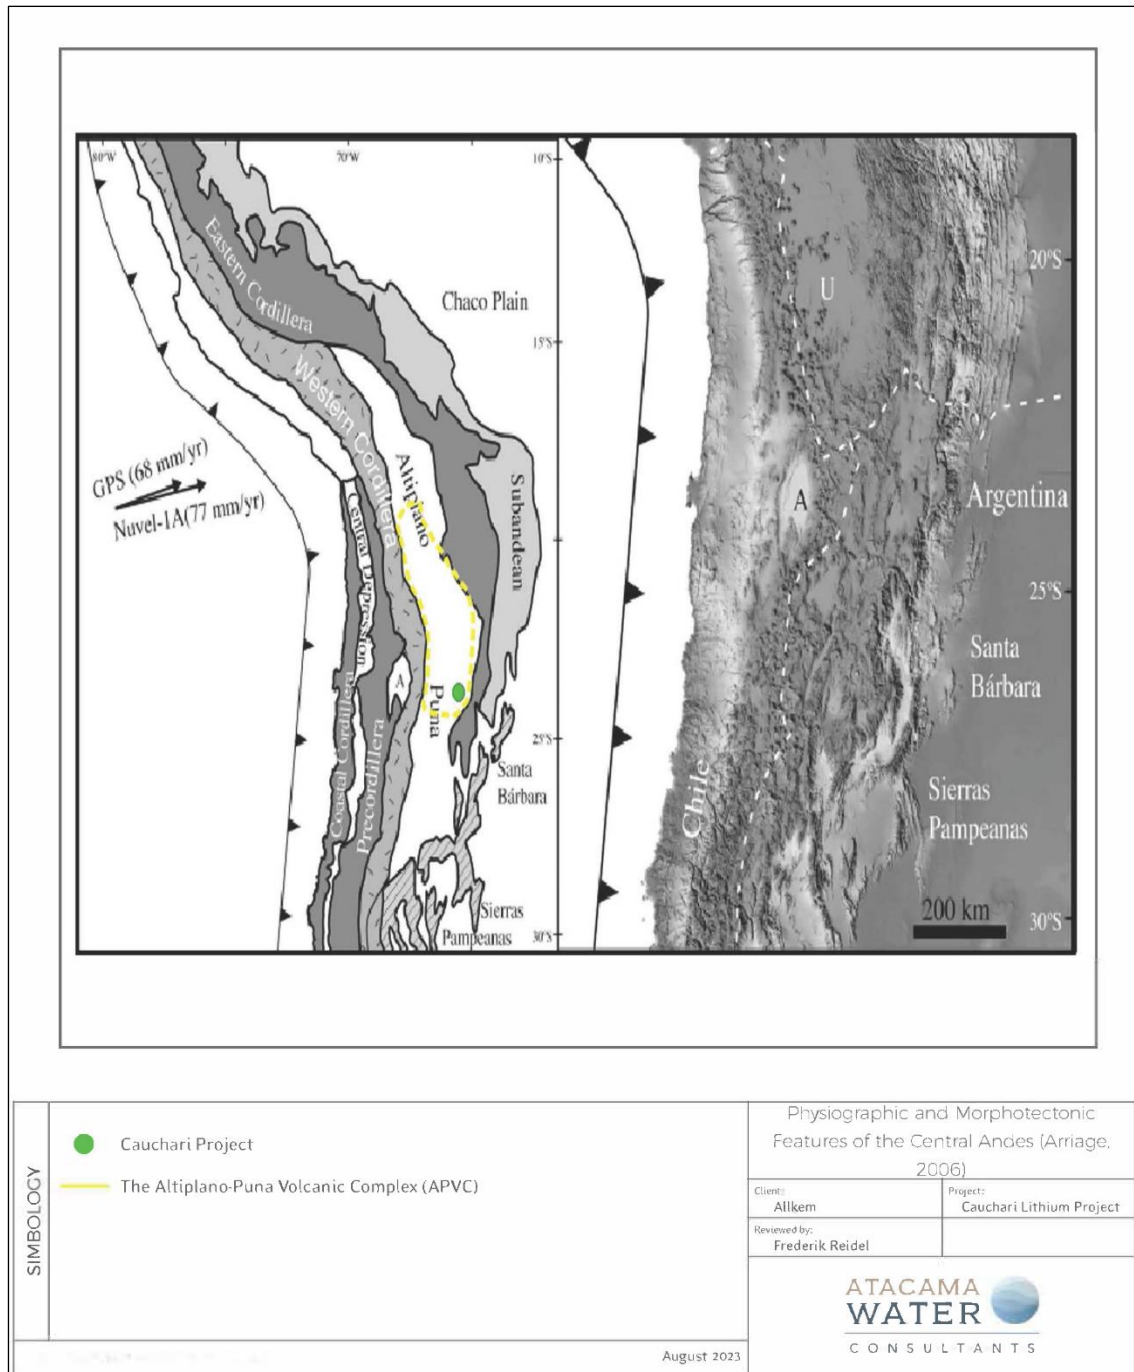 80°W
70°W
10°S
15°S
25°S
30°S
Eastern Cordillera
Chaco Plain
Western Cordillera
GPS (68 mm/yr)
Nuvel-1A(77 mm/yr)
Altiplano
Subandean
Central Depression
A
Puna
Coastal Cordillera
Precordillera
Santa
Bárbara
Sierras
Pampeanas
20°S
U
A
Argentina
25°S
Santa
Bárbara
Chile
Sierras
Pampeanas
200 km
30°S
SIMBOLOGY
Cauchari Project
The Altiplano-Puna Volcanic Complex (APVC)
Physiographic and Morphotectonic
Features of the Central Andes (Arriage,
2006)
Client:
Allkem
Project:
Cauchari Lithium Project
Reviewed by:
Frederik Reidel
ATACAMA
WATER
CONSULTANTS
August 2023